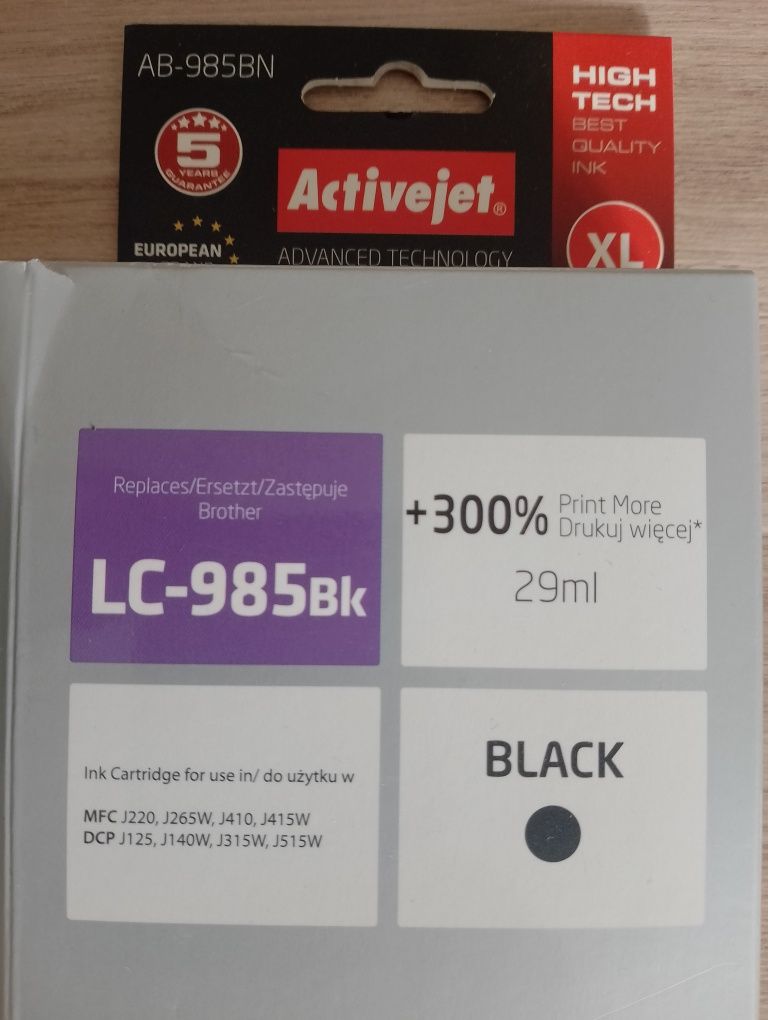 AB-985BN
HIGH
TECH
BEST
QUALITY
INK
5
YEARS
GUARANTEE
Activejet®
EUROPEAN
ADVANCED TECHNOLOGY
XL
Replaces/Ersetzt/Zastępuje
Brother
LC-985Bk
+300% Print More
Drukuj więcej*
29ml
Ink Cartridge for use in/ do użytku w
MFC J220, J265W, J410, J415W
DCP J125, J140W, J315W, J515W
BLACK